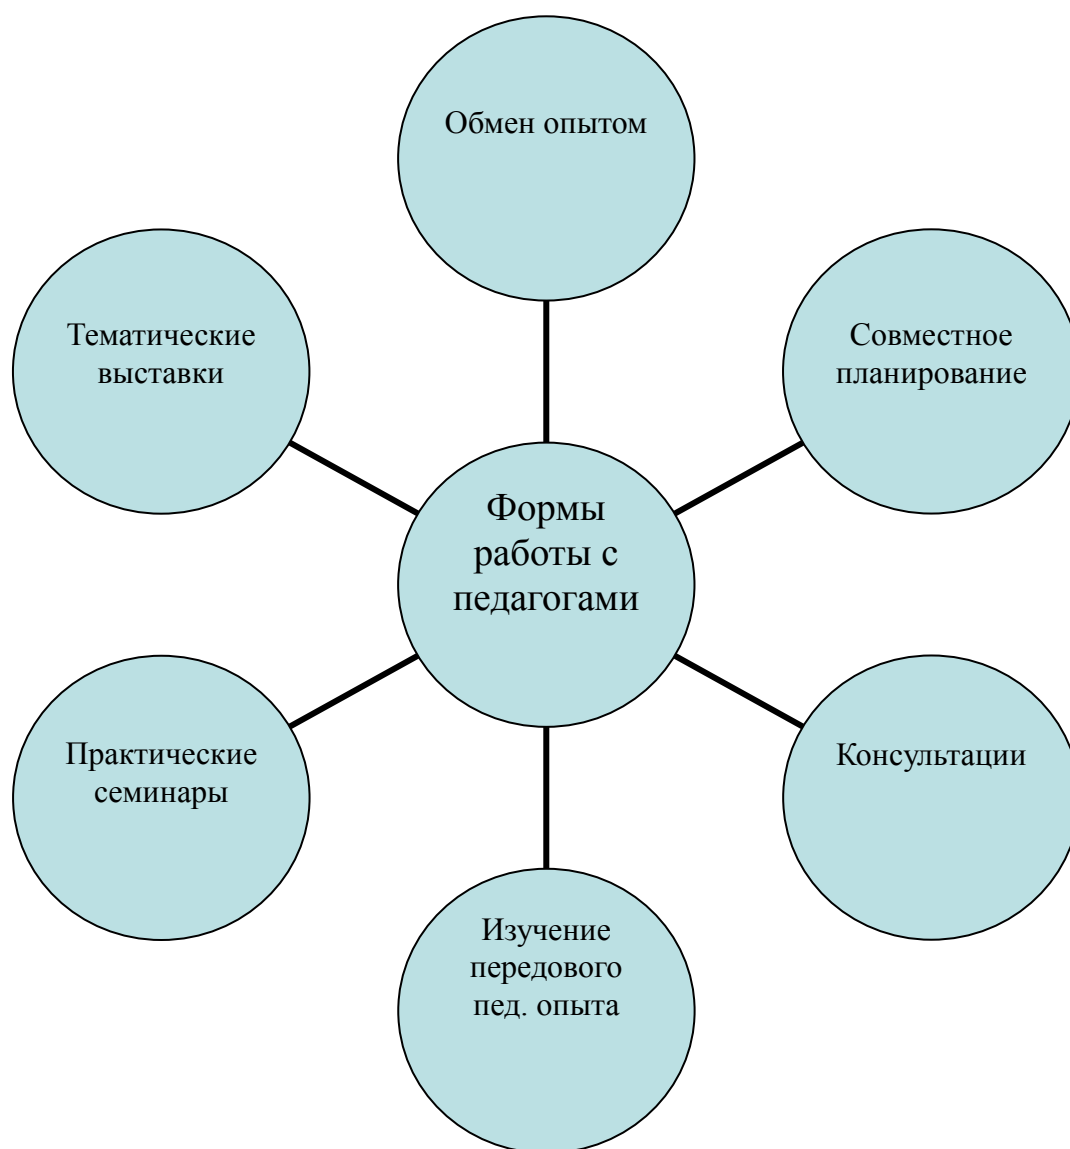 Обмен опытом
Тематические
выставки
Совместное
планирование
Формы
работы с
педагогами
Практические
семинары
Консультации
Изучение
передового
пед. опыта